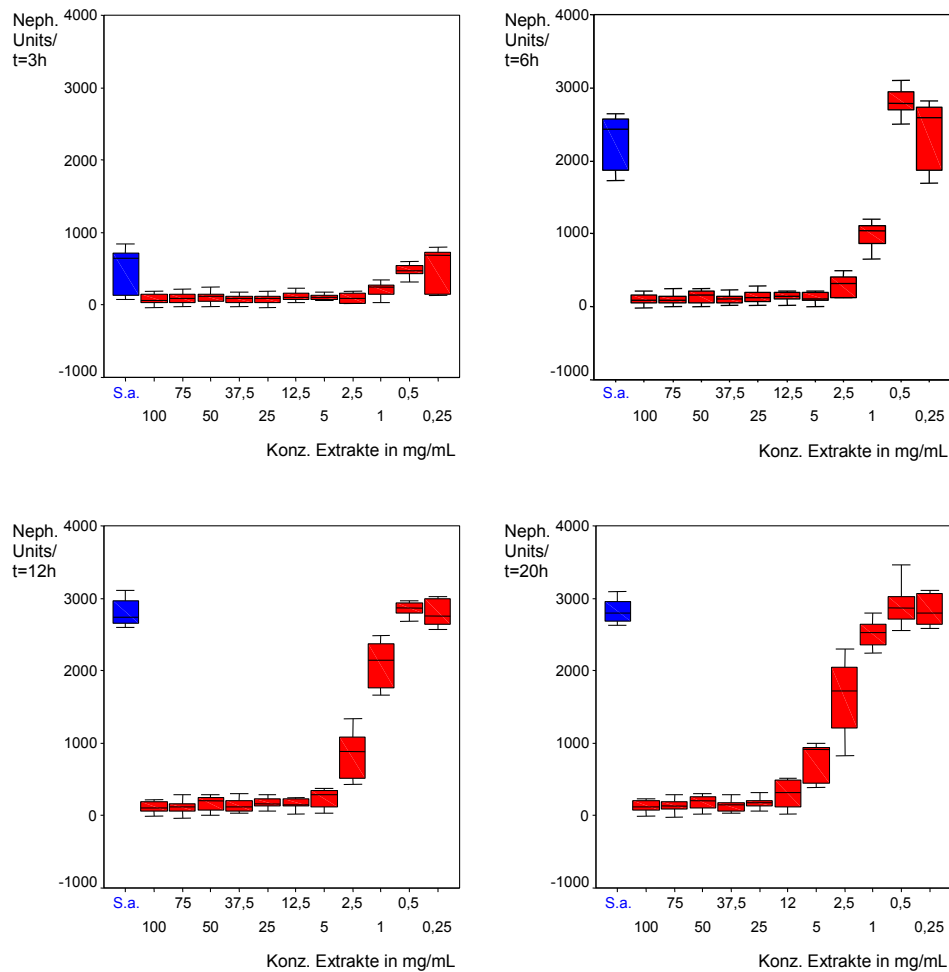 Neph.
Units/
t=3h
4000
3000
2000
1000
0
-1000
S.a. 75 37,5 12,5 2,5 0,5
100 50 25 5 1 0,25
Konz. Extrakte in mg/mL
Neph.
Units/
t=6h
4000
3000
2000
1000
0
-1000
S.a. 75 37,5 12,5 2,5 0,5
100 50 25 5 1 0,25
Konz. Extrakte in mg/mL
Neph.
Units/
t=12h
4000
3000
2000
1000
0
-1000
S.a. 75 37,5 12,5 2,5 0,5
100 50 25 5 1 0,25
Konz. Extrakte in mg/mL
Neph.
Units/
t=20h
4000
3000
2000
1000
0
-1000
S.a. 75 37,5 12 2,5 0,5
100 50 25 5 1 0,25
Konz. Extrakte in mg/mL